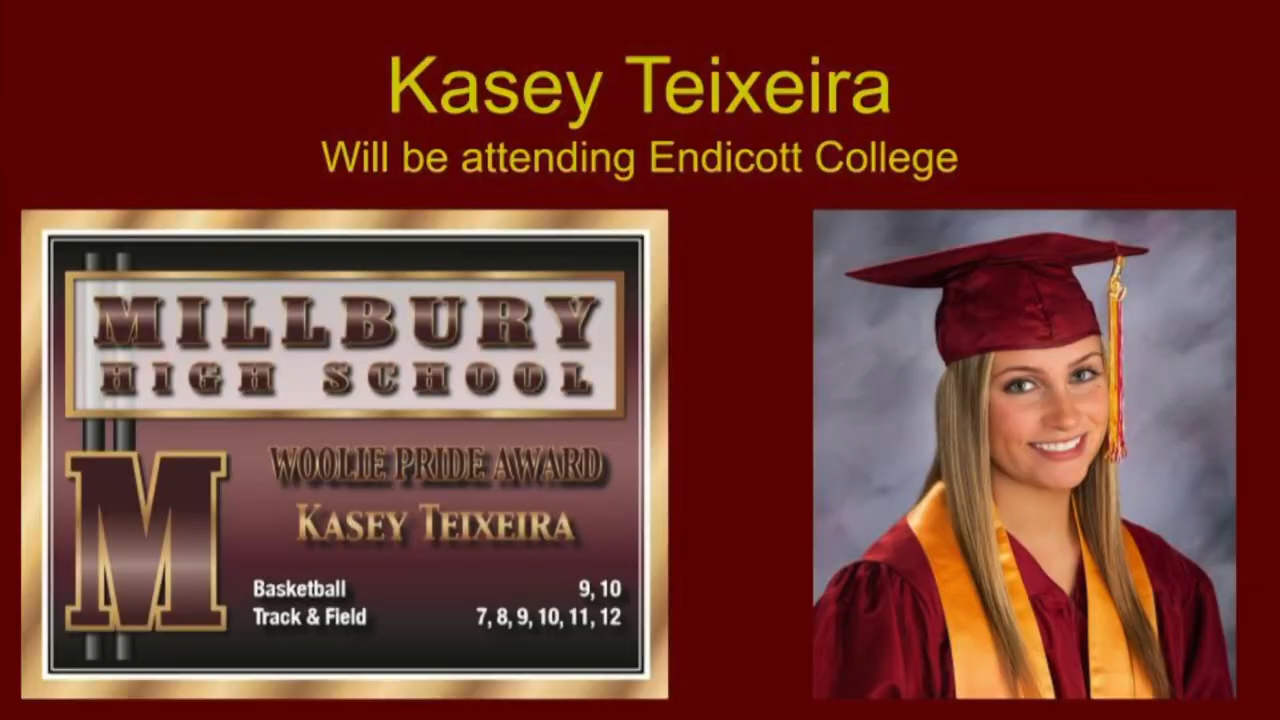 Kasey Teixeira
Will be attending Endicott College
MILLBURY
HIGH SCHOOL
M
WOOLIE PRIDE AWARD
KASEY TEIXEIRA
Basketball 9, 10
Track & Field 7, 8, 9, 10, 11, 12